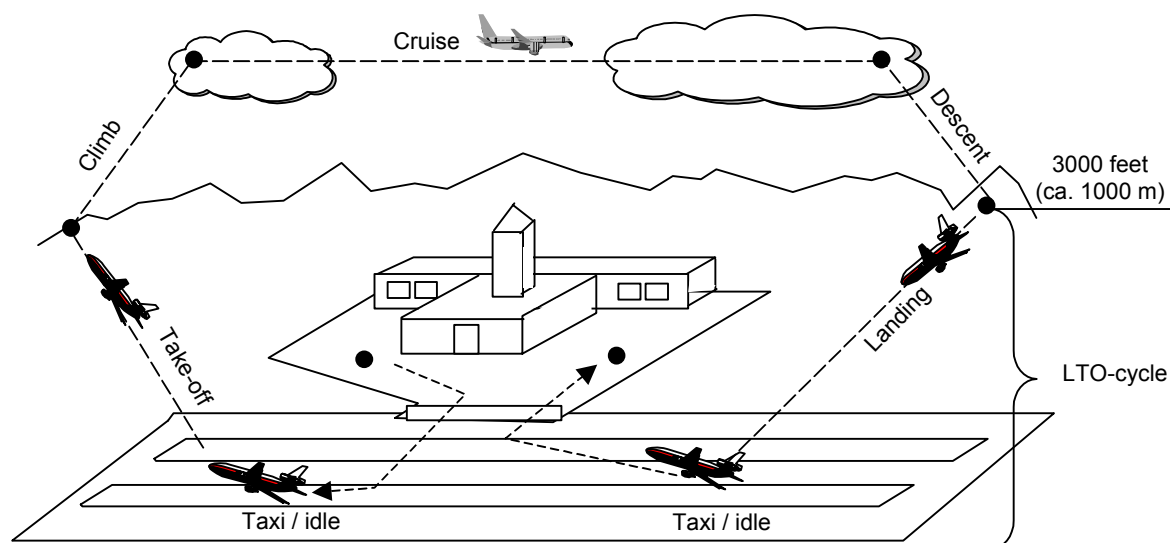 Cruise
Climb
Descent
3000 feet
(ca. 1000 m)
Take-off
Landing
LTO-cycle
Taxi / idle
Taxi / idle